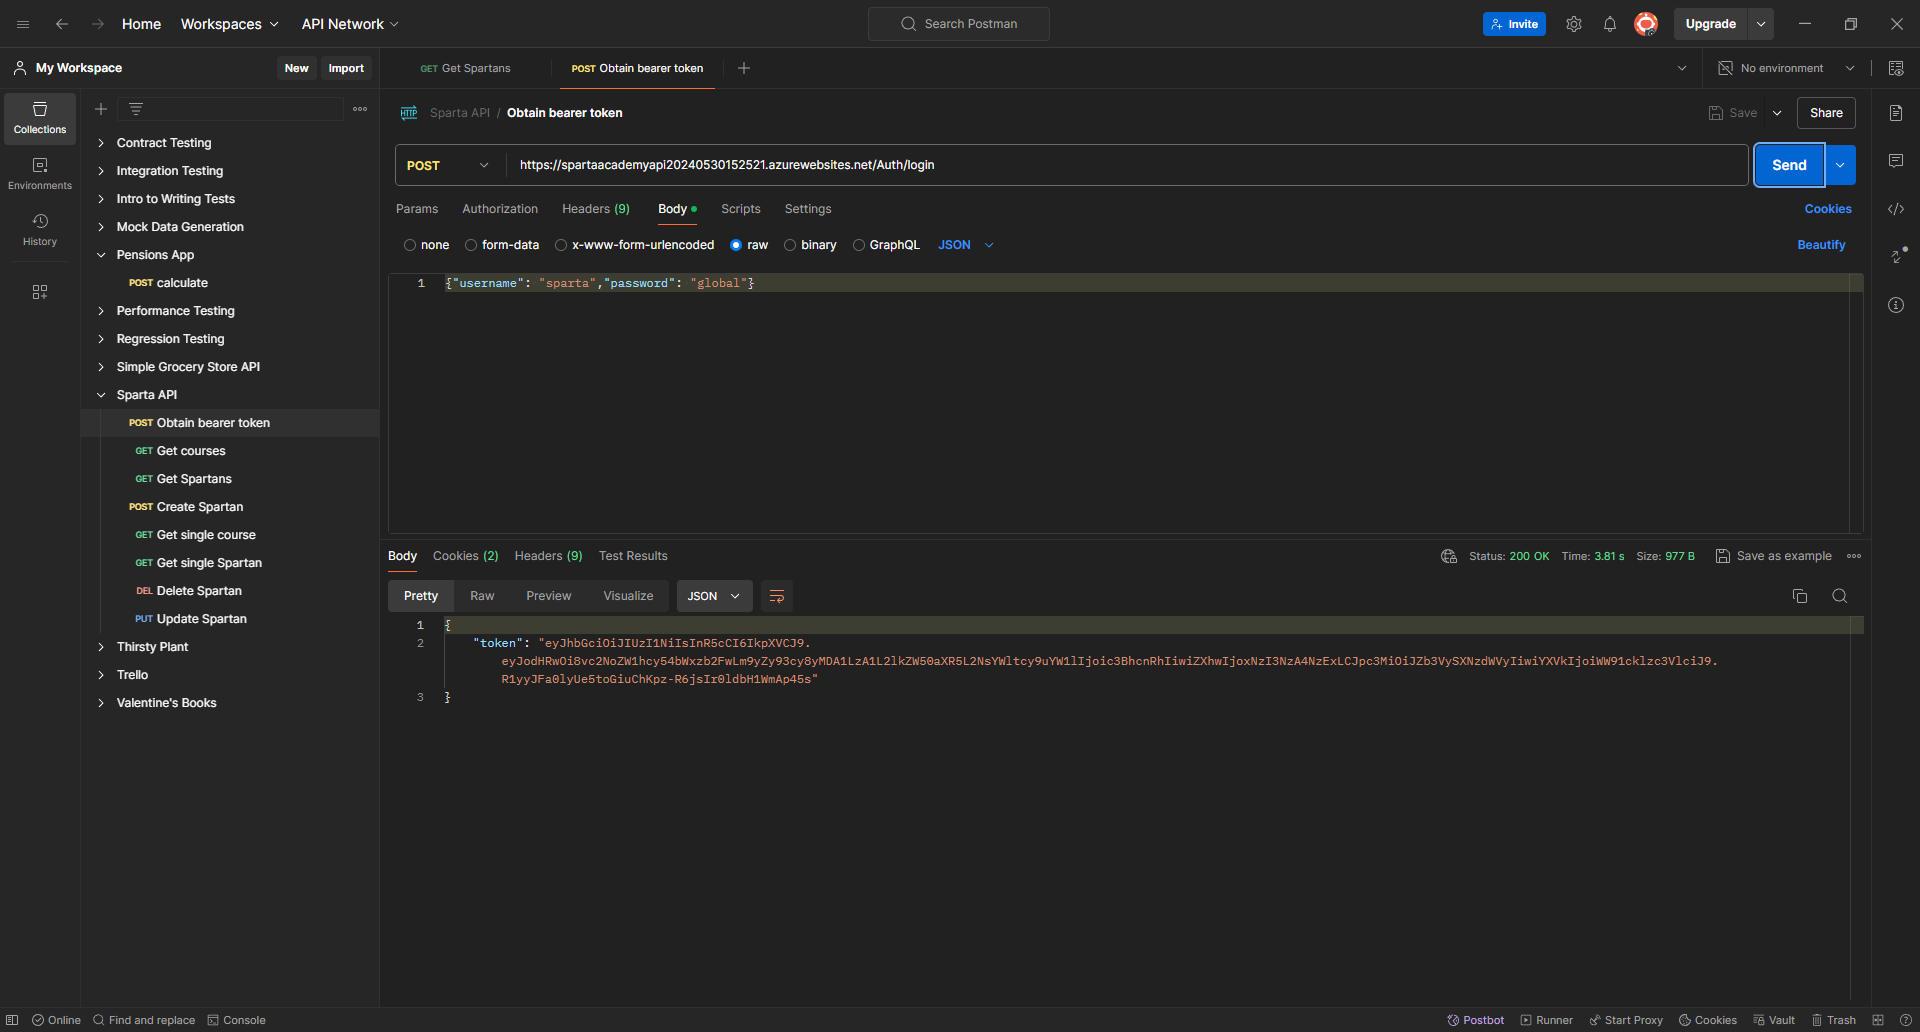 Home Workspaces API Network Search Postman Invite Upgrade
My Workspace New Import GET Get Spartans POST Obtain bearer token No environment
Collections
Environments
History
Contract Testing
Integration Testing
Intro to Writing Tests
Mock Data Generation
Pensions App
POST calculate
Performance Testing
Regression Testing
Simple Grocery Store API
Sparta API
POST Obtain bearer token
GET Get courses
GET Get Spartans
POST Create Spartan
GET Get single course
GET Get single Spartan
DEL Delete Spartan
PUT Update Spartan
Thirsty Plant
Trello
Valentine's Books
HTTP Sparta API / Obtain bearer token Save Share
POST https://spartaacademyapi20240530152521.azurewebsites.net/Auth/login Send
Params Authorization Headers (9) Body Scripts Settings Cookies
none form-data x-www-form-urlencoded raw binary GraphQL JSON Beautify
1 {"username": "sparta","password": "global"}
Body Cookies (2) Headers (9) Test Results Status: 200 OK Time: 3.81 s Size: 977 B Save as example
Pretty Raw Preview Visualize JSON
1 {
2 "token": "eyJhbGciOiJIUzI1NiIsInR5cCI6IkpXVCJ9.
eyJodHRwOi8vc2NoZW1hcy54bWxzb2FwLm9yZy93cy8yMDA1LzA1L2lkZW50aXR5L2NsYWltcy9uYW1lIjoic3BhcnRhIiwiZXhwIjoxNzI3NzA4NzExLCJpc3MiOiJZb3VySXNzdWVyIiwiYXVkIjoiWW91ckIzc3VlciJ9.
R1yyJFa0lyUe5toGiuChKpz-R6jsIr0ldbH1WmAp45s"
3 }
Online Find and replace Console Postbot Runner Start Proxy Cookies Vault Trash